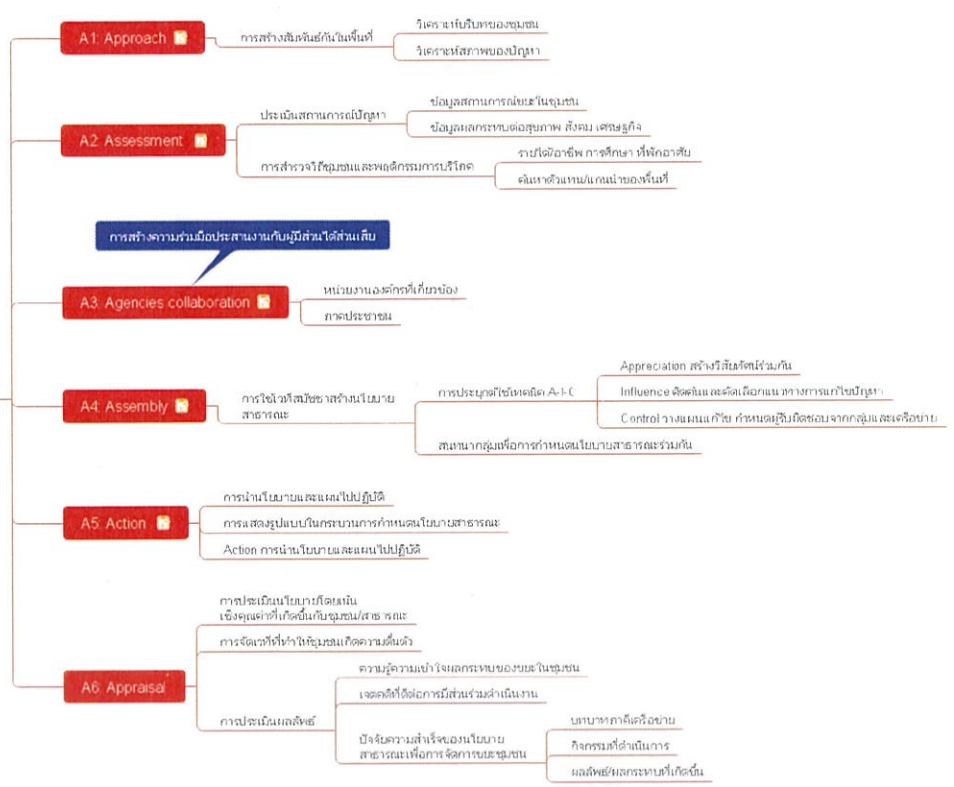 A1: Approach
การสร้างสัมพันธ์กันในพื้นที่
วิเคราะห์บริบทของชุมชน
วิเคราะห์สภาพของปัญหา
A2 Assessment
ประเมินสถานการณ์ปัญหา
ข้อมูลสถานการณ์ขยะในชุมชน
ข้อมูลผลกระทบต่อสุขภาพ สังคม เศรษฐกิจ
การสำรวจวิถีชุมชนและพฤติกรรมการบริโภค
รายได้/อาชีพ การศึกษา ที่พักอาศัย
ค้นหาตัวแทน/แกนนำของพื้นที่
การสร้างความร่วมมือประสานงานกับผู้มีส่วนได้ส่วนเสีย
A3: Agencies collaboration
หน่วยงานองค์กรที่เกี่ยวข้อง
ภาคประชาชน
A4: Assembly
การใช้เวทีสมัชชาสร้างนโยบาย
สาธารณะ
การประยุกต์ใช้เทคนิค A-I-C
Appreciation สร้างวิสัยทัศน์ร่วมกัน
Influence คิดค้นและคัดเลือกแนวทางการแก้ไขปัญหา
Control วางแผนแก้ไข กำหนดผู้รับผิดชอบจากกลุ่มและเครือข่าย
สนทนากลุ่มเพื่อการกำหนดนโยบายสาธารณะร่วมกัน
A5: Action
การนำนโยบายและแผนไปปฏิบัติ
การแสดงรูปแบบในกระบวนการกำหนดนโยบายสาธารณะ
Action การนำนโยบายและแผนไปปฏิบัติ
A6: Appraisal
การประเมินนโยบายโดยเน้น
เชิงคุณค่าที่เกิดขึ้นกับชุมชน/สาธารณะ
การจัดเวทีที่ทำให้ชุมชนเกิดความตื่นตัว
การประเมินผลลัพธ์
ความรู้ความเข้าใจผลกระทบของขยะในชุมชน
เจตคติที่ดีต่อการมีส่วนร่วมดำเนินงาน
ปัจจัยความสำเร็จของนโยบาย
สาธารณะเพื่อการจัดการขยะชุมชน
บทบาทภาคีเครือข่าย
กิจกรรมที่ดำเนินการ
ผลลัพธ์/ผลกระทบที่เกิดขึ้น